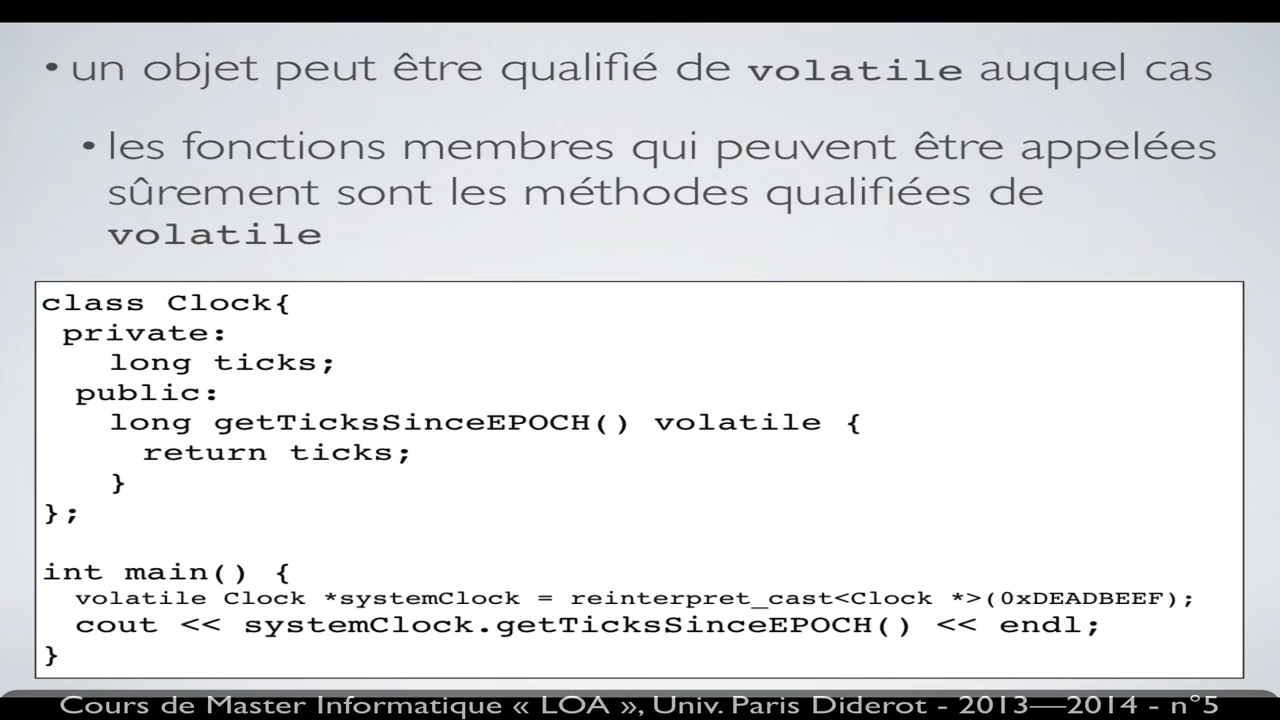 • un objet peut être qualifié de volatile auquel cas
• les fonctions membres qui peuvent être appelées
sûrement sont les méthodes qualifiées de
volatile
class Clock{
 private:
    long ticks;
  public:
    long getTicksSinceEPOCH() volatile {
      return ticks;
    }
};

int main() {
  volatile Clock *systemClock = reinterpret_cast<Clock *>(0xDEADBEEF);
  cout << systemClock.getTicksSinceEPOCH() << endl;
}
Cours de Master Informatique « LOA », Univ. Paris Diderot - 2013—2014 - n°5